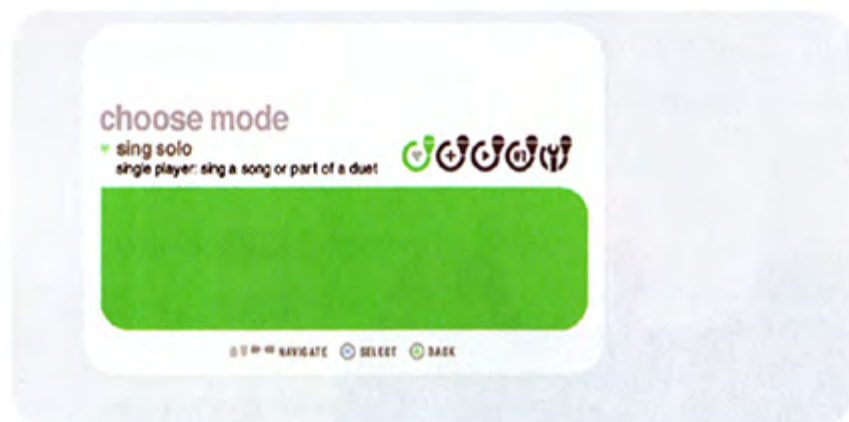 choose mode
sing solo
single player: sing a song or part of a duet
NAVIGATE SELECT BACK